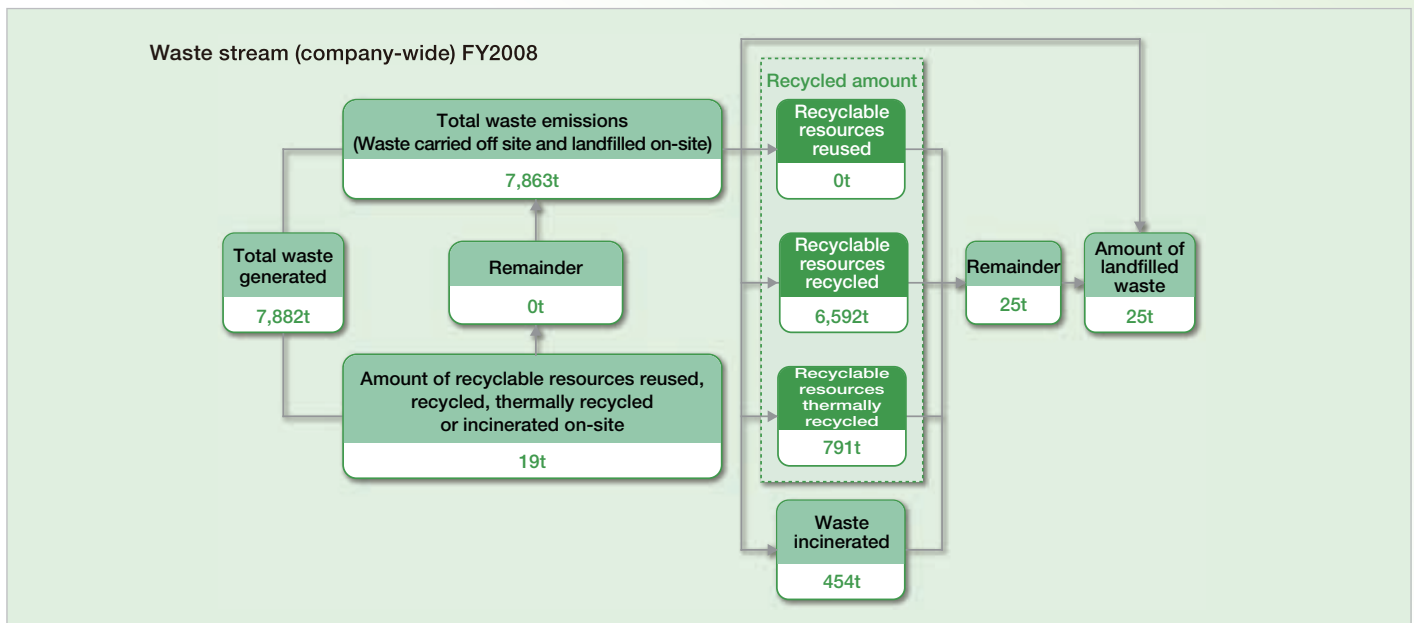 Waste stream (company-wide) FY2008
Total waste
generated
7,882t
Total waste emissions
(Waste carried off site and landfilled on-site)
7,863t
Remainder
0t
Amount of recyclable resources reused,
recycled, thermally recycled
or incinerated on-site
19t
Recycled amount
Recyclable
resources
reused
0t
Recyclable
resources
recycled
6,592t
Recyclable
resources
thermally
recycled
791t
Waste
incinerated
454t
Remainder
25t
Amount of
landfilled
waste
25t